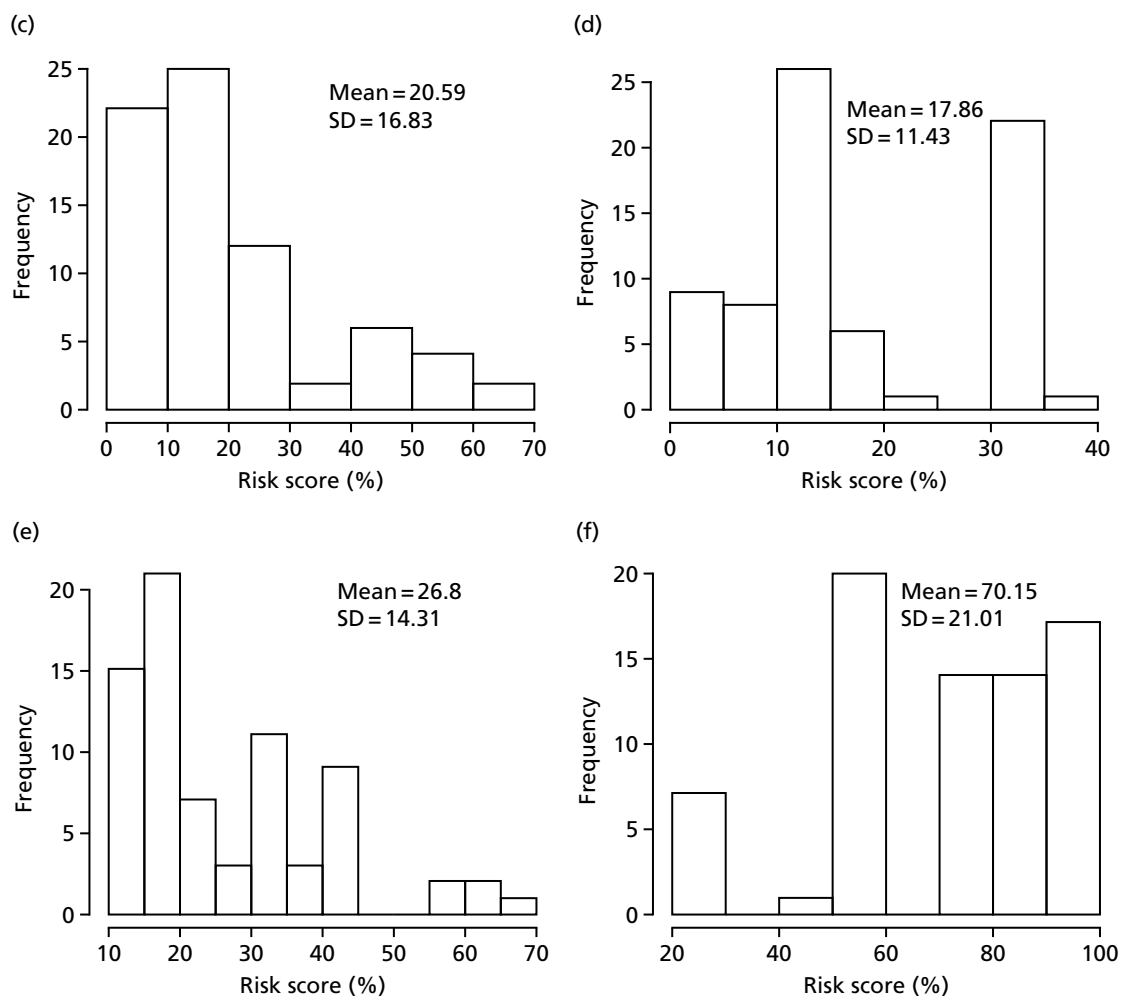 (c)
25
20
15
10
5
0
Frequency
Mean = 20.59
SD = 16.83
0 10 20 30 40 50 60 70
Risk score (%)
(d)
25
20
15
10
5
0
Frequency
Mean = 17.86
SD = 11.43
0 10 20 30 40
Risk score (%)
(e)
20
15
10
5
0
Frequency
Mean = 26.8
SD = 14.31
10 20 30 40 50 60 70
Risk score (%)
(f)
20
15
10
5
0
Frequency
Mean = 70.15
SD = 21.01
20 40 60 80 100
Risk score (%)